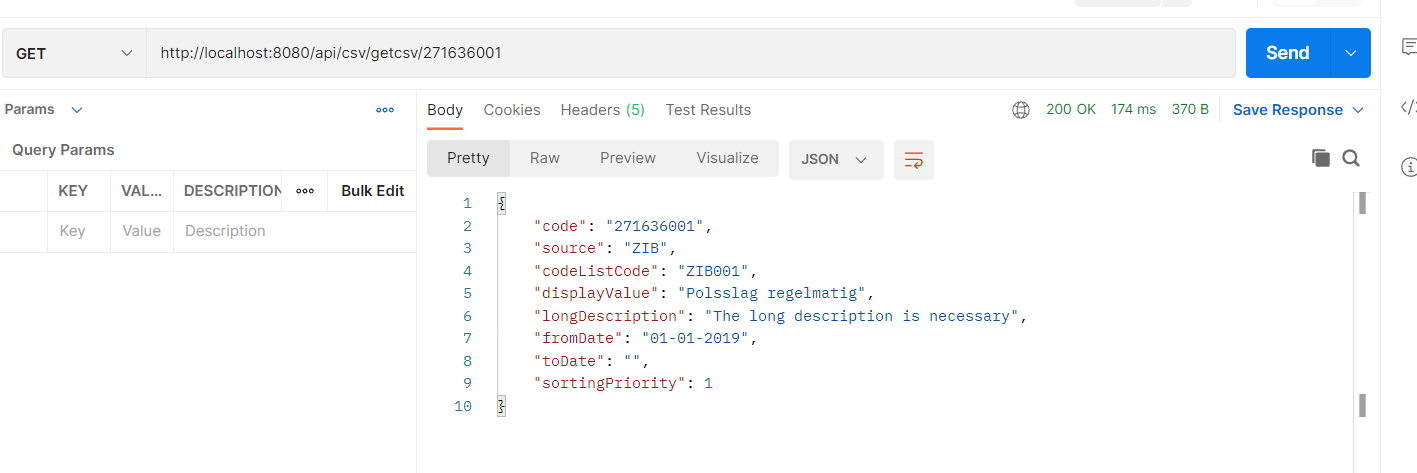 GET http://localhost:8080/api/csv/getcsv/271636001 Send
Params ooo Body Cookies Headers (5) Test Results 200 OK 174 ms 370 B Save Response
Query Params Pretty Raw Preview Visualize JSON
KEY VAL... DESCRIPTION ooo Bulk Edit
Key Value Description
1 {
2 "code": "271636001",
3 "source": "ZIB",
4 "codeListCode": "ZIB001",
5 "displayValue": "Polsslag regelmatig",
6 "longDescription": "The long description is necessary",
7 "fromDate": "01-01-2019",
8 "toDate": "",
9 "sortingPriority": 1
10 }